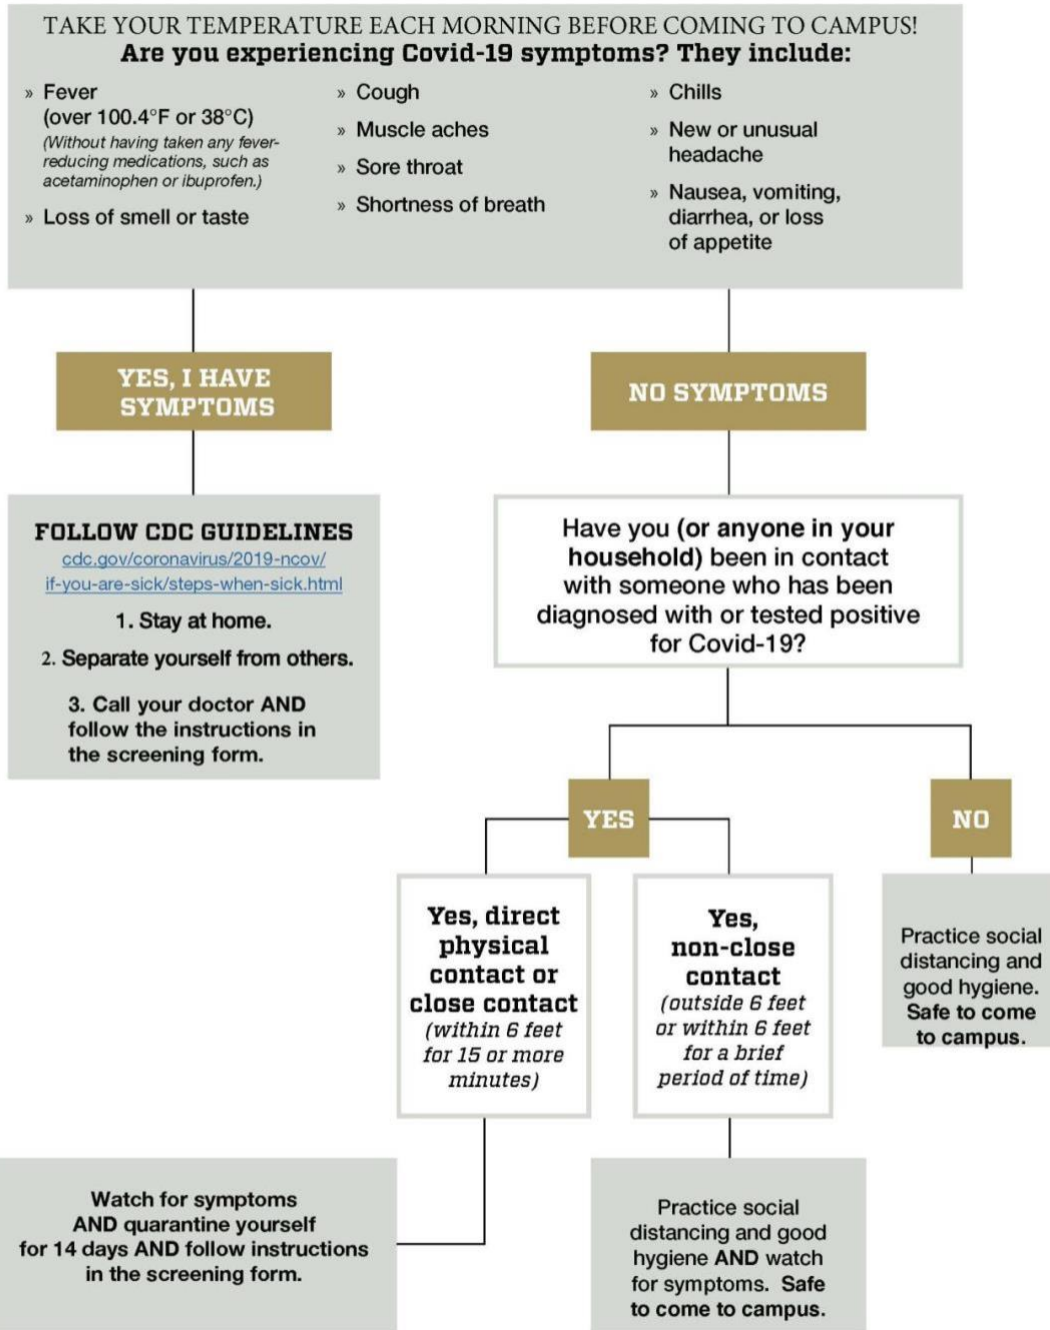 TAKE YOUR TEMPERATURE EACH MORNING BEFORE COMING TO CAMPUS!
Are you experiencing Covid-19 symptoms? They include:
» Fever
(over 100.4°F or 38°C)
(Without having taken any fever-
reducing medications, such as
acetaminophen or ibuprofen.)
» Loss of smell or taste
» Cough
» Muscle aches
» Sore throat
» Shortness of breath
» Chills
» New or unusual
headache
» Nausea, vomiting,
diarrhea, or loss
of appetite
YES, I HAVE
SYMPTOMS
FOLLOW CDC GUIDELINES
cdc.gov/coronavirus/2019-ncov/
if-you-are-sick/steps-when-sick.html
1. Stay at home.
2. Separate yourself from others.
3. Call your doctor AND
follow the instructions in
the screening form.
NO SYMPTOMS
Have you (or anyone in your
household) been in contact
with someone who has been
diagnosed with or tested positive
for Covid-19?
YES
NO
Yes, direct
physical
contact or
close contact
(within 6 feet
for 15 or more
minutes)
Yes,
non-close
contact
(outside 6 feet
or within 6 feet
for a brief
period of time)
Practice social
distancing and
good hygiene.
Safe to come
to campus.
Watch for symptoms
AND quarantine yourself
for 14 days AND follow instructions
in the screening form.
Practice social
distancing and good
hygiene AND watch
for symptoms. Safe
to come to campus.